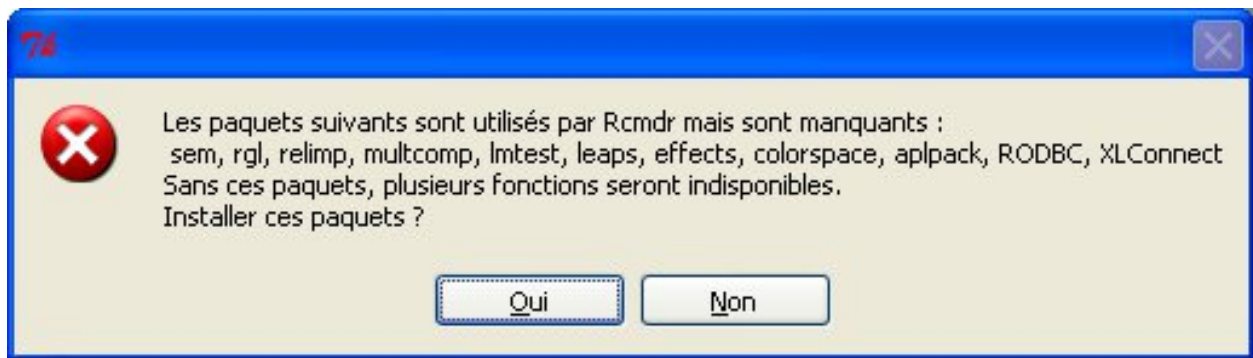 Les paquets suivants sont utilisés par Rcmdr mais sont manquants :
sem, rgl, relimp, multcomp, lmtest, leaps, effects, colorspace, aplpack, RODBC, XLConnect
Sans ces paquets, plusieurs fonctions seront indisponibles.
Installer ces paquets ?
Oui Non